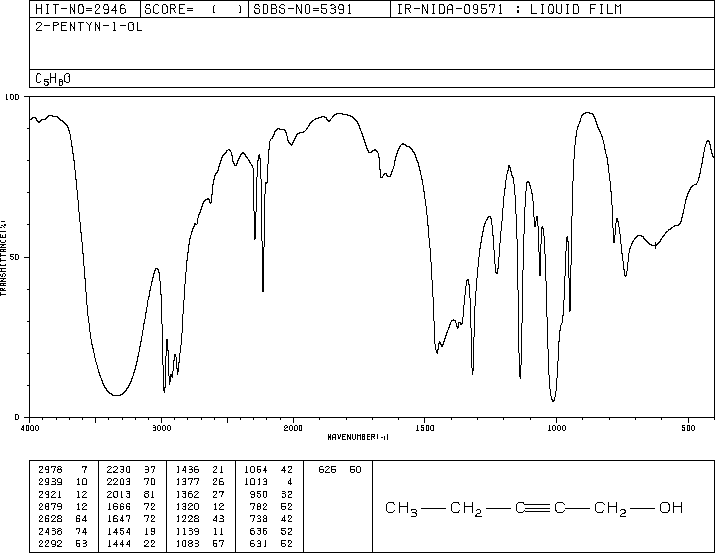 HIT-NO=2946 SCORE= ( ) SDBS-NO=5391 IR-NIDA-09571 : LIQUID FILM
2-PENTYN-1-OL
C5H8O
100
50
0
TRANSMITTANCE(%)
4000 3000 2000 1500 1000 500
WAVENUMBER(-1)
2978 7 2230 37 1436 21 1064 42 626 50
2939 10 2203 70 1377 26 1013 4
2921 12 2013 81 1362 27 950 32
2879 12 1666 72 1320 12 782 52
2628 64 1647 72 1228 43 738 42
2436 74 1454 19 1139 11 636 52
2292 53 1444 22 1083 57 631 52
CH3 — CH2 — C≡C — CH2 — OH